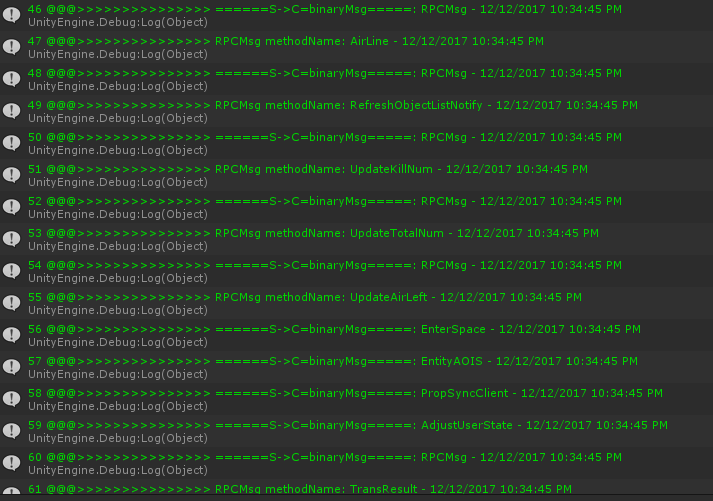 46 @@@>>>>>>>>>>>>>>> ======S->C=binaryMsg=====: RPCMsg - 12/12/2017 10:34:45 PM
UnityEngine.Debug:Log(Object)
47 @@@>>>>>>>>>>>>>>> RPCMsg methodName: AirLine - 12/12/2017 10:34:45 PM
UnityEngine.Debug:Log(Object)
48 @@@>>>>>>>>>>>>>>> ======S->C=binaryMsg=====: RPCMsg - 12/12/2017 10:34:45 PM
UnityEngine.Debug:Log(Object)
49 @@@>>>>>>>>>>>>>>> RPCMsg methodName: RefreshObjectListNotify - 12/12/2017 10:34:45 PM
UnityEngine.Debug:Log(Object)
50 @@@>>>>>>>>>>>>>>> ======S->C=binaryMsg=====: RPCMsg - 12/12/2017 10:34:45 PM
UnityEngine.Debug:Log(Object)
51 @@@>>>>>>>>>>>>>>> RPCMsg methodName: UpdateKillNum - 12/12/2017 10:34:45 PM
UnityEngine.Debug:Log(Object)
52 @@@>>>>>>>>>>>>>>> ======S->C=binaryMsg=====: RPCMsg - 12/12/2017 10:34:45 PM
UnityEngine.Debug:Log(Object)
53 @@@>>>>>>>>>>>>>>> RPCMsg methodName: UpdateTotalNum - 12/12/2017 10:34:45 PM
UnityEngine.Debug:Log(Object)
54 @@@>>>>>>>>>>>>>>> ======S->C=binaryMsg=====: RPCMsg - 12/12/2017 10:34:45 PM
UnityEngine.Debug:Log(Object)
55 @@@>>>>>>>>>>>>>>> RPCMsg methodName: UpdateAirLeft - 12/12/2017 10:34:45 PM
UnityEngine.Debug:Log(Object)
56 @@@>>>>>>>>>>>>>>> ======S->C=binaryMsg=====: EnterSpace - 12/12/2017 10:34:45 PM
UnityEngine.Debug:Log(Object)
57 @@@>>>>>>>>>>>>>>> ======S->C=binaryMsg=====: EntityAOIS - 12/12/2017 10:34:45 PM
UnityEngine.Debug:Log(Object)
58 @@@>>>>>>>>>>>>>>> ======S->C=binaryMsg=====: PropSyncClient - 12/12/2017 10:34:45 PM
UnityEngine.Debug:Log(Object)
59 @@@>>>>>>>>>>>>>>> ======S->C=binaryMsg=====: AdjustUserState - 12/12/2017 10:34:45 PM
UnityEngine.Debug:Log(Object)
60 @@@>>>>>>>>>>>>>>> ======S->C=binaryMsg=====: RPCMsg - 12/12/2017 10:34:45 PM
UnityEngine.Debug:Log(Object)
61 @@@>>>>>>>>>>>>>>> RPCMsg methodName: TransResult - 12/12/2017 10:34:45 PM